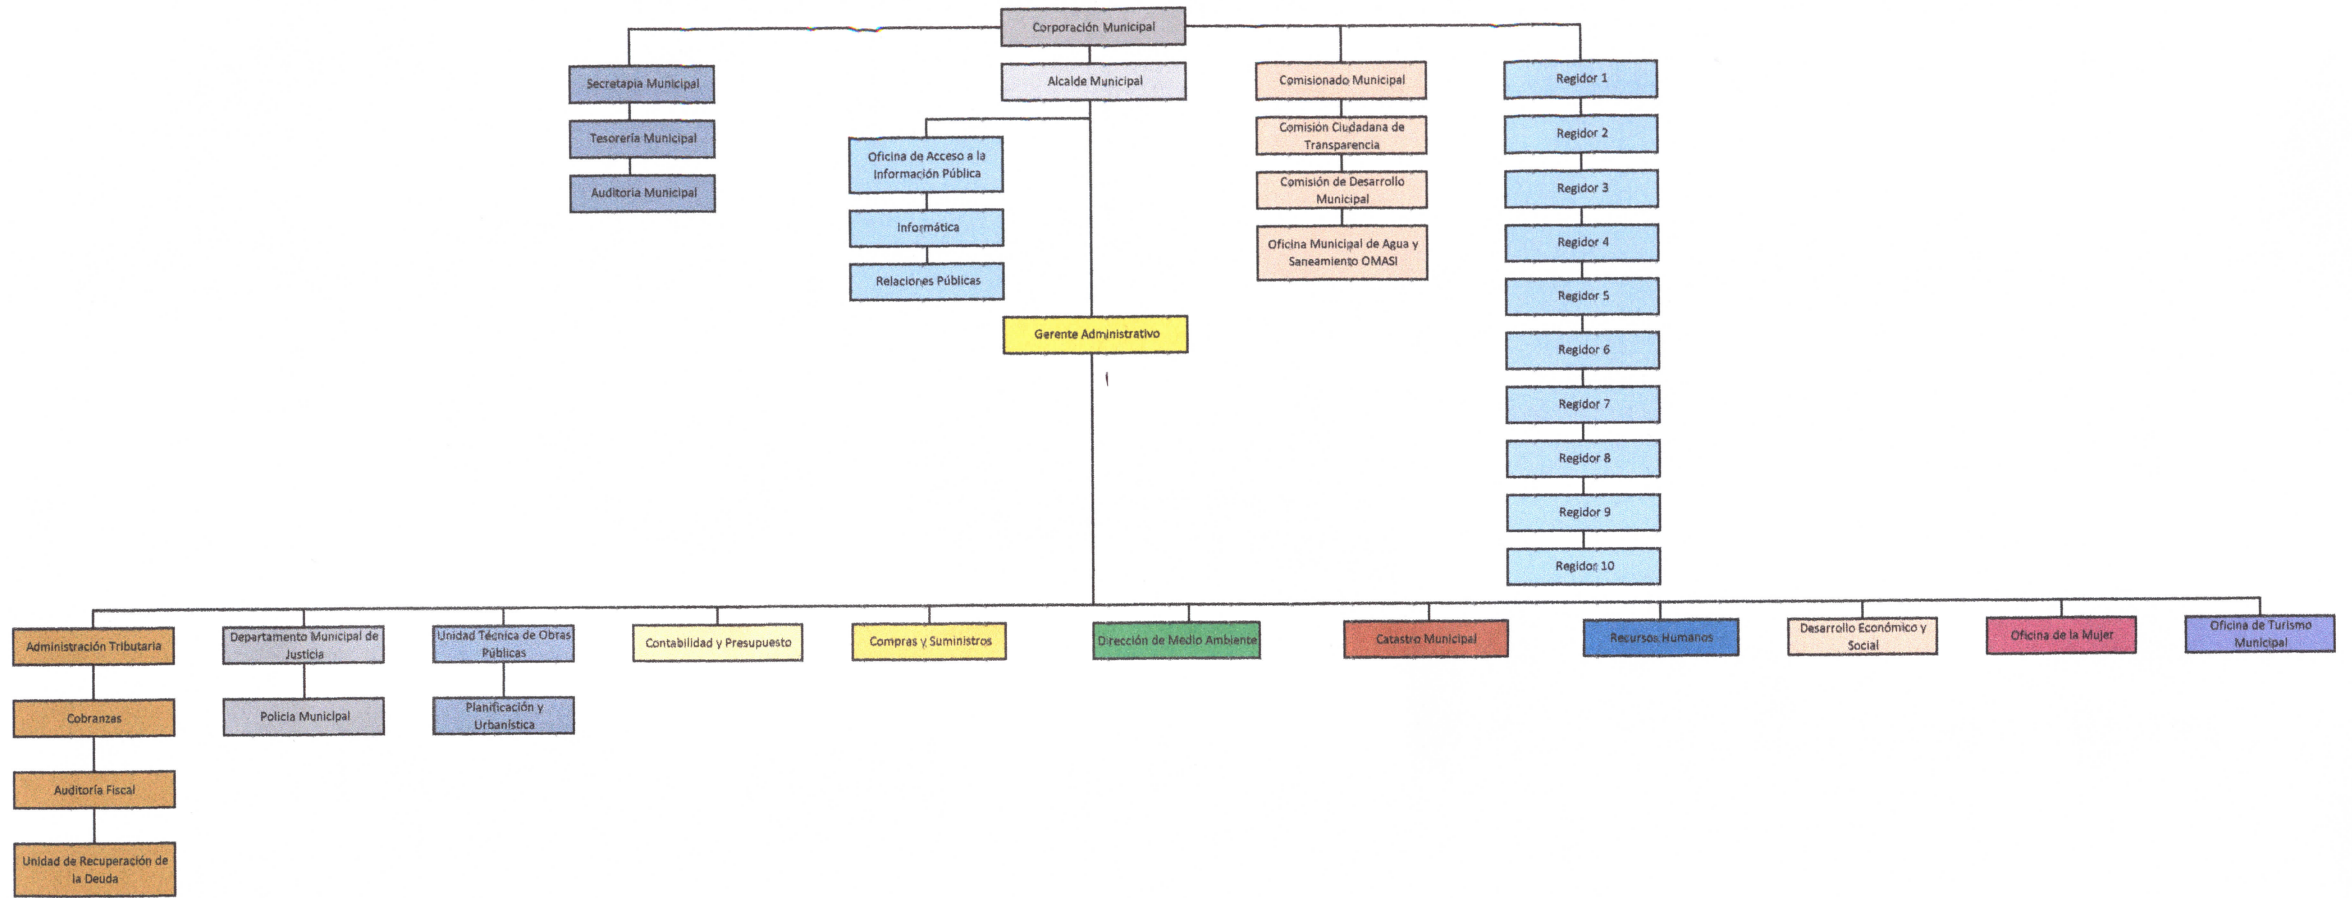 Corporación Municipal
Secretapia Municipal
Tesorería Municipal
Auditoria Municipal
Alcalde Municipal
Oficina de Acceso a la
Información Pública
Informática
Relaciones Públicas
Gerente Administrativo
Comisionado Municipal
Comisión Ciudadana de
Transparencia
Comisión de Desarrollo
Municipal
Oficina Municipal de Agua y
Saneamiento OMASI
Regidor 1
Regidor 2
Regidor 3
Regidor 4
Regidor 5
Regidor 6
Regidor 7
Regidor 8
Regidor 9
Regidor 10
Administración Tributaria
Cobranzas
Auditoría Fiscal
Unidad de Recuperación de
la Deuda
Departamento Municipal de
Justicia
Policia Municipal
Unidad Técnica de Obras
Públicas
Planificación y
Urbanística
Contabilidad y Presupuesto
Compras y Suministros
Dirección de Medio Ambiente
Catastro Municipal
Recursos Humanos
Desarrollo Económico y
Social
Oficina de la Mujer
Oficina de Turismo
Municipal